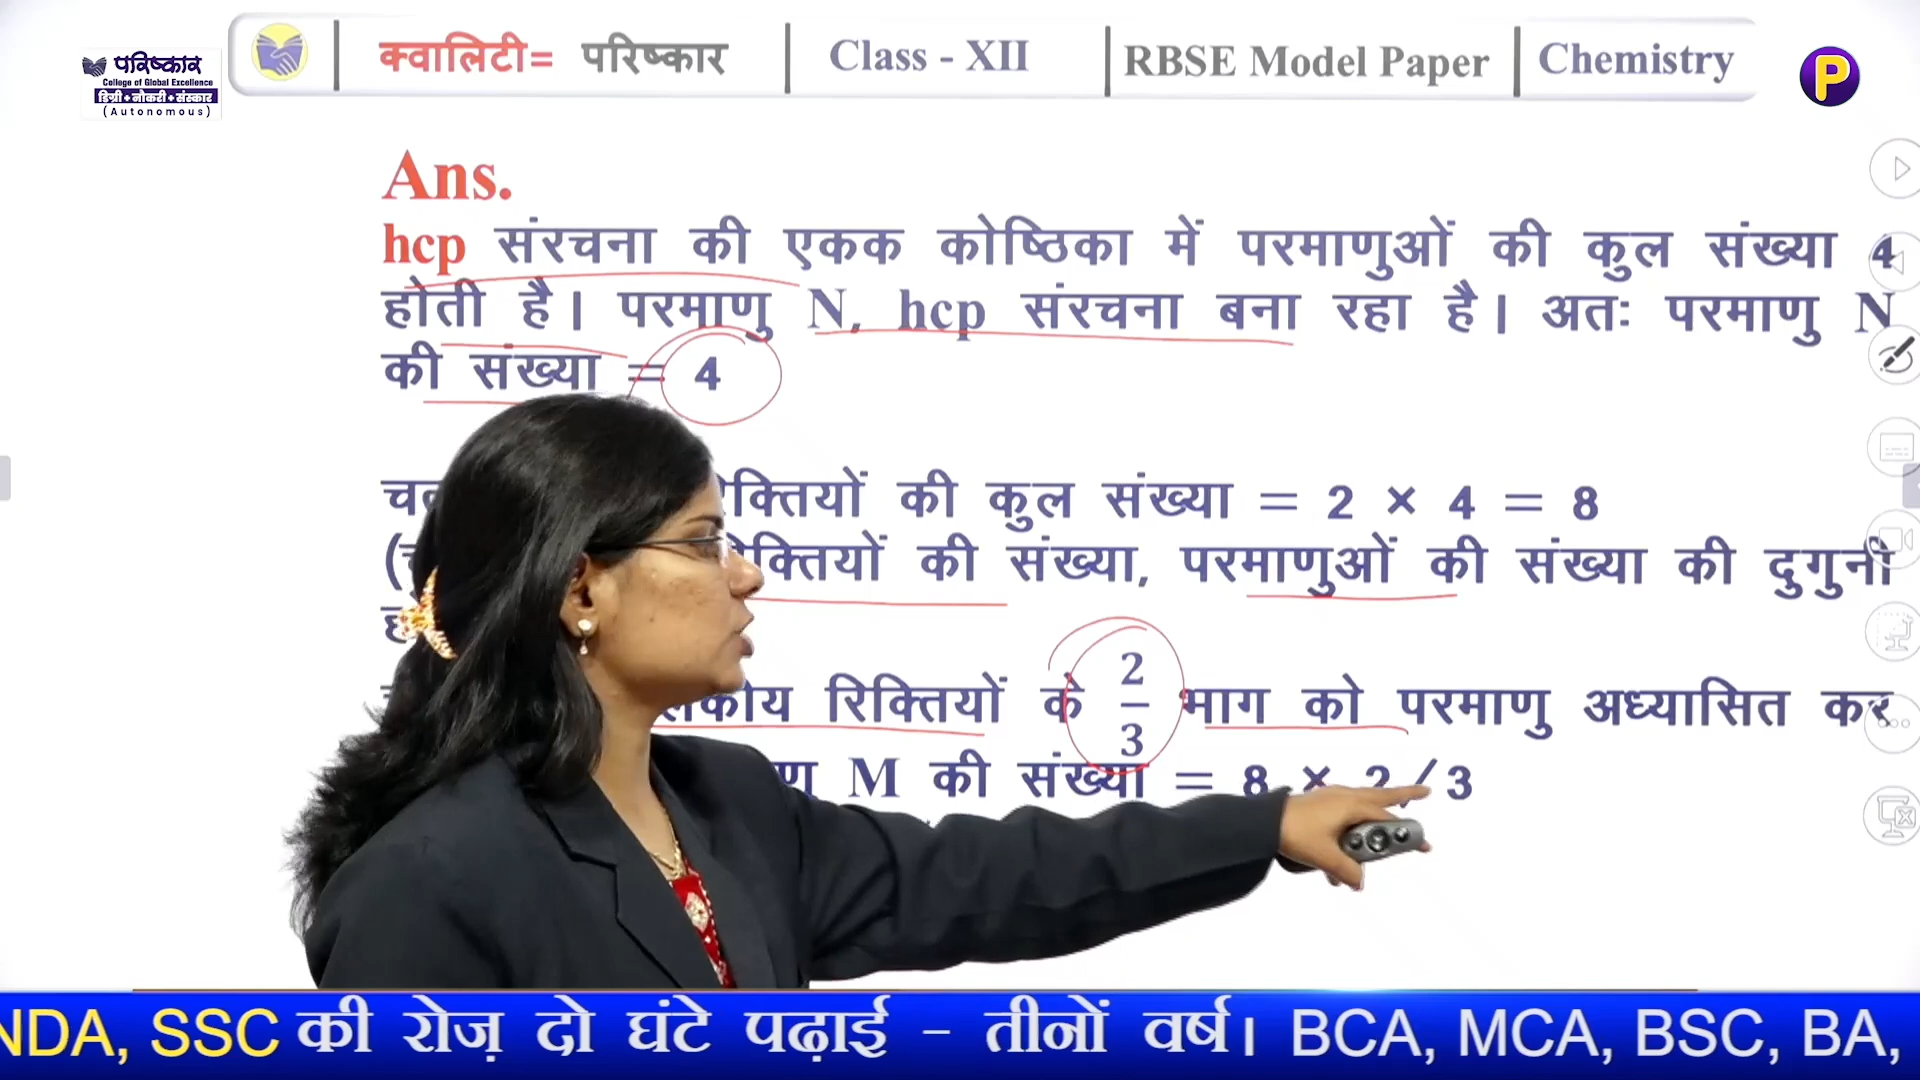 परिष्कार
College of Global Excellence
डिग्री + नौकरी + संस्कार
(Autonomous)
क्वालिटी= परिष्कार
Class - XII
RBSE Model Paper
Chemistry
P
Ans.
hcp संरचना की एकक कोष्ठिका में परमाणुओं की कुल संख्या 4
होती है। परमाणु N, hcp संरचना बना रहा है। अतः परमाणु N
की संख्या = 4
रिक्तियों की कुल संख्या = 2 × 4 = 8
रिक्तियों की संख्या, परमाणुओं की संख्या की दुगुनी
रिक्तियों के 2/3 भाग को परमाणु अध्यासित कर
M की संख्या = 8 × 2/3
NDA, SSC की रोज़ दो घंटे पढ़ाई - तीनों वर्ष। BCA, MCA, BSC, BA,